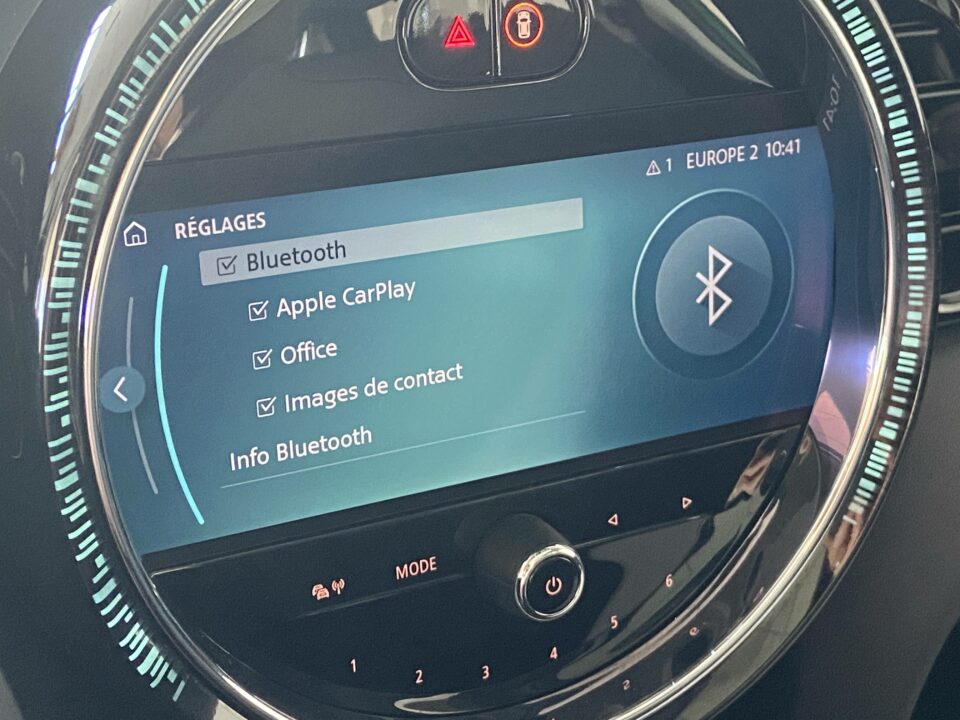 1 EUROPE 2 10:41
RÉGLAGES
Bluetooth
Apple CarPlay
Office
Images de contact
Info Bluetooth
MODE
1 2 3 4 5 6